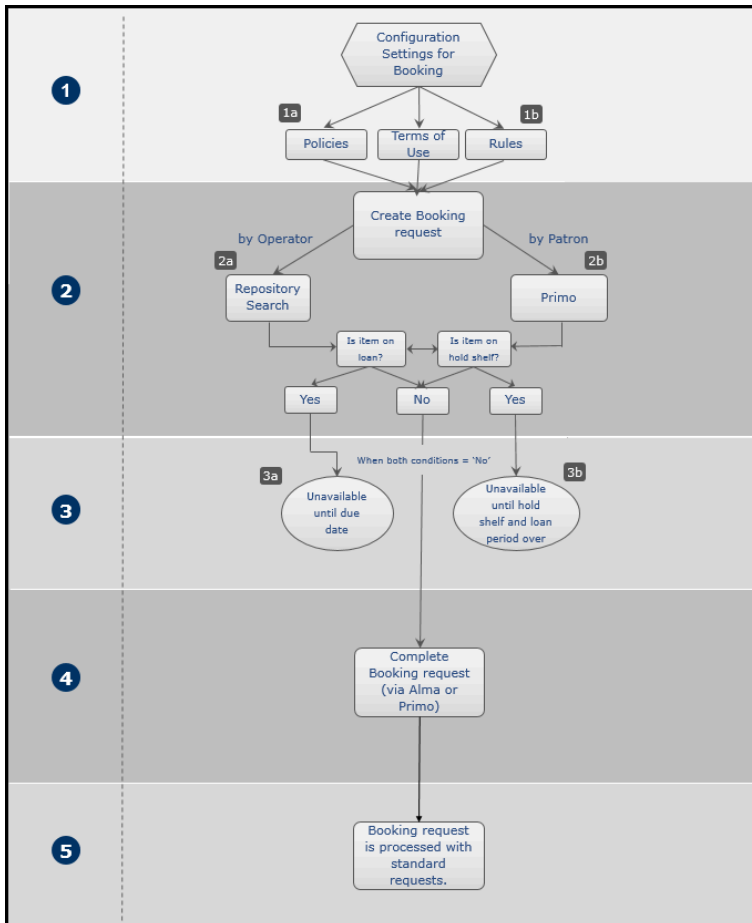 Configuration
Settings for
Booking
1
1a
1b
Policies
Terms of
Use
Rules
Create Booking
request
by Operator
by Patron
2a
2b
2
Repository
Search
Primo
Is item on
loan?
Is item on
hold shelf?
Yes
No
Yes
When both conditions = ‘No’
3a
3b
3
Unavailable
until due
date
Unavailable
until hold
shelf and loan
period over
4
Complete
Booking request
(via Alma or
Primo)
5
Booking request
is processed with
standard
requests.